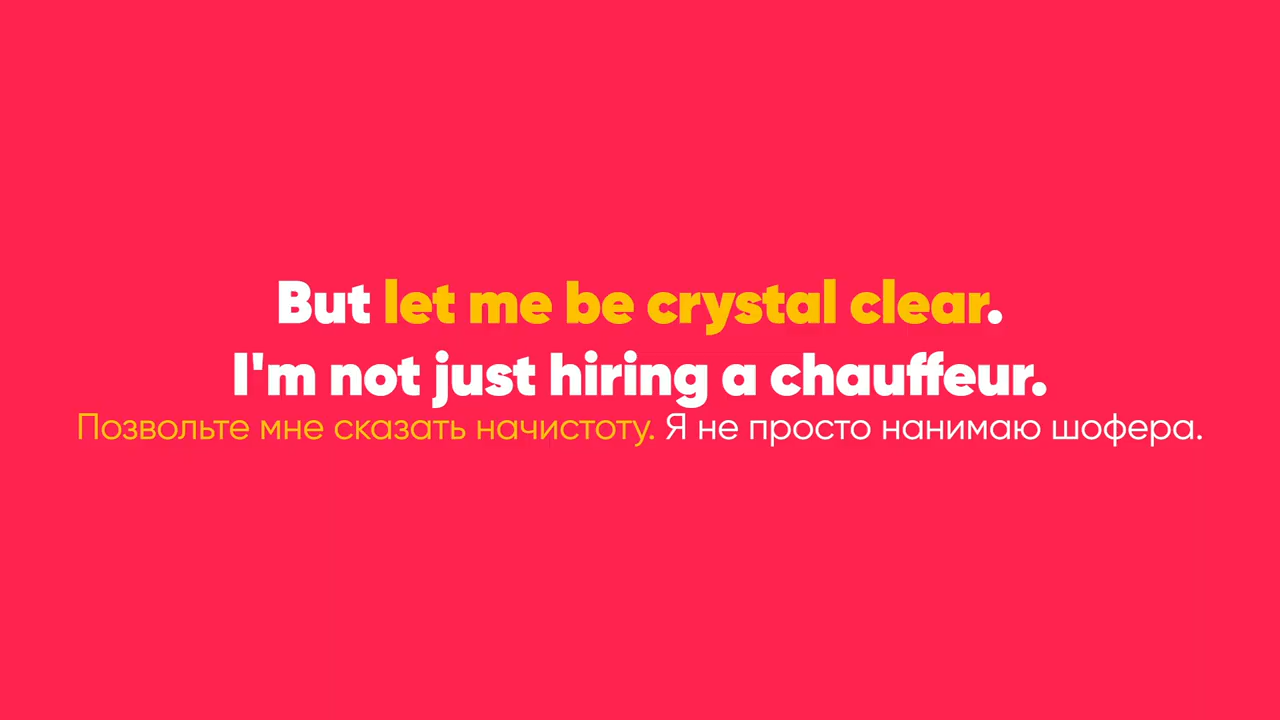 But let me be crystal clear.
I'm not just hiring a chauffeur.
Позвольте мне сказать начистоту. Я не просто нанимаю шофера.